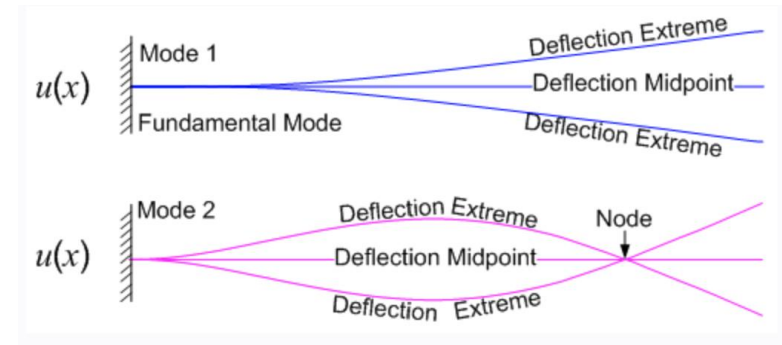 Mode 1
Deflection Extreme
u(x)
Deflection Midpoint
Fundamental Mode
Deflection Extreme
Mode 2
Deflection Extreme
Node
u(x)
Deflection Midpoint
Deflection Extreme